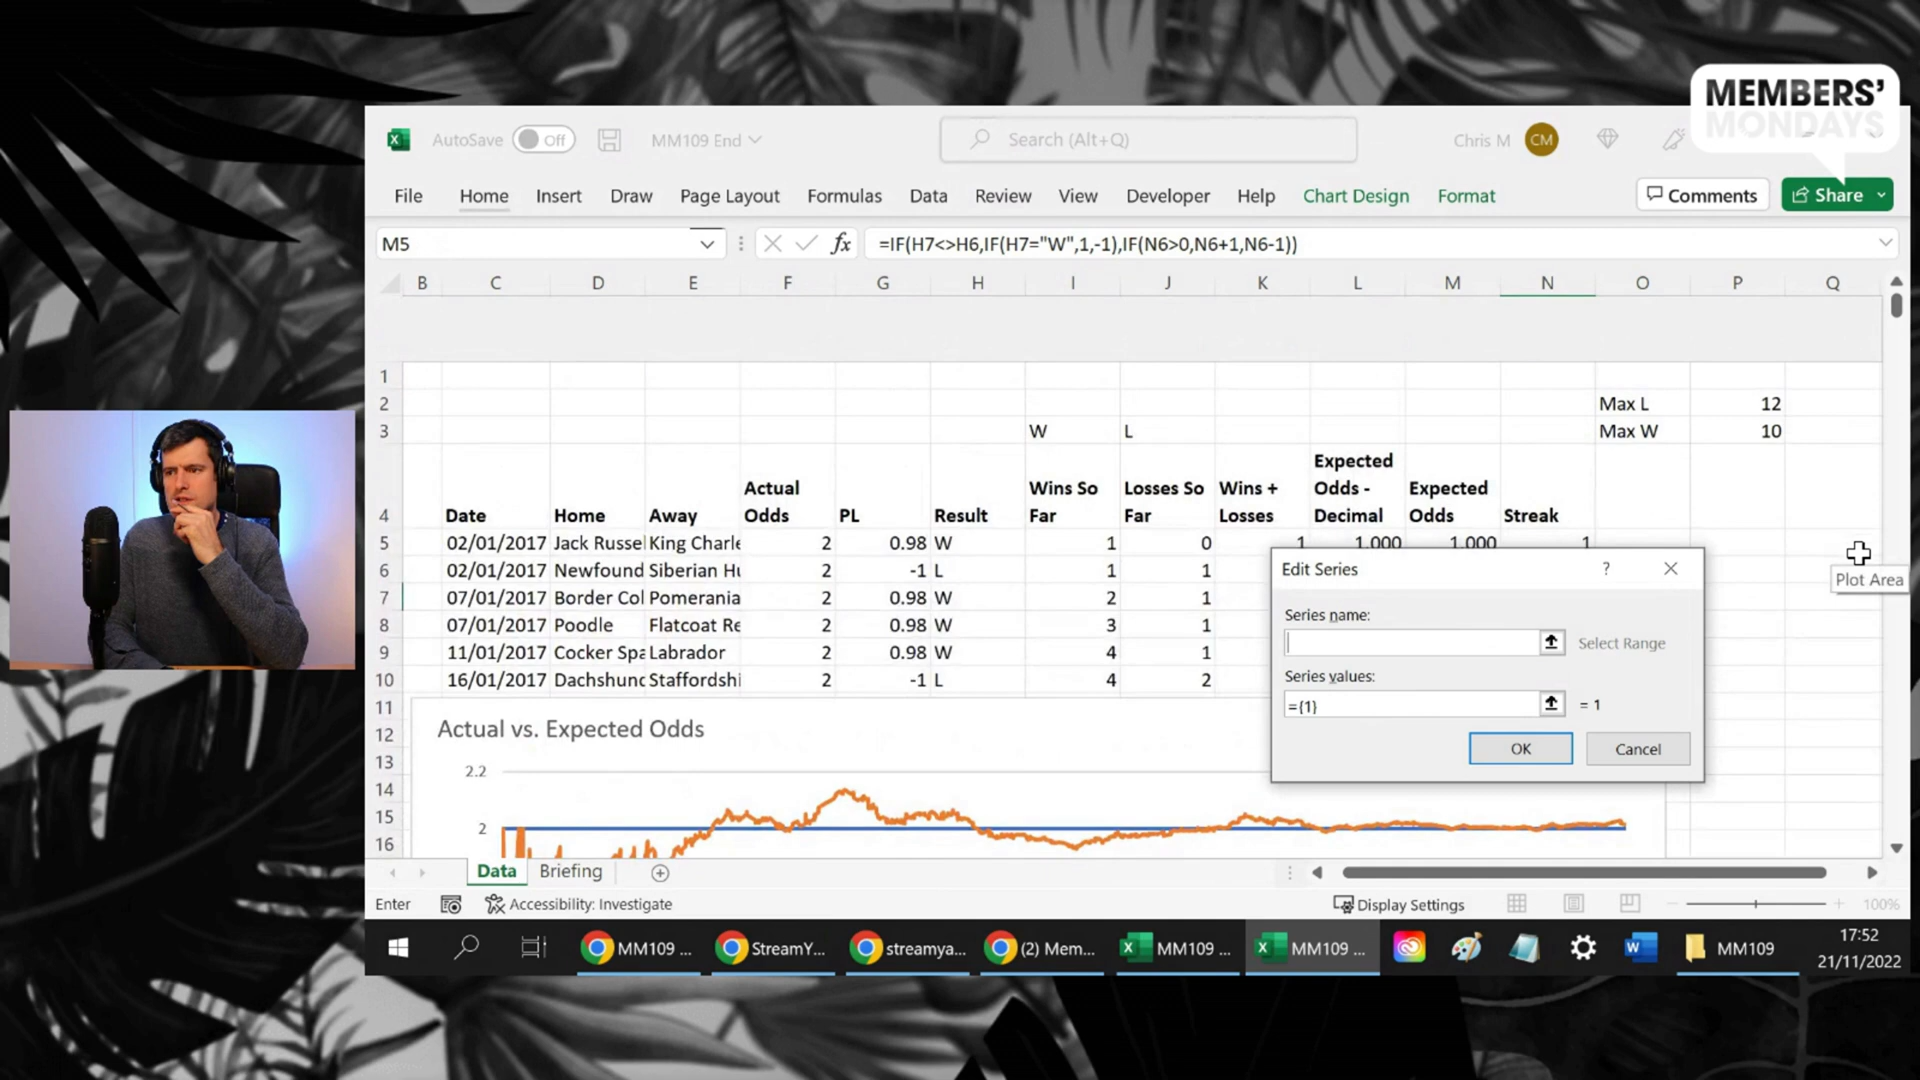 MEMBERS'
MONDAYS
AutoSave Off MM109 End Search (Alt+Q) Chris M CM
File Home Insert Draw Page Layout Formulas Data Review View Developer Help Chart Design Format Comments Share
M5 fx =IF(H7<>H6,IF(H7="W",1,-1),IF(N6>0,N6+1,N6-1))
B C D E F G H I J K L M N O P Q
1
2 Max L 12
3 W L Max W 10
Expected
Actual Wins So Losses So Wins + Odds - Expected
4 Date Home Away Odds PL Result Far Far Losses Decimal Odds Streak
5 02/01/2017 Jack Russel King Charle 2 0.98 W 1 0 1 1.000 1.000 1
6 02/01/2017 Newfound Siberian Hu 2 -1 L 1 1
7 07/01/2017 Border Col Pomerania 2 0.98 W 2 1
8 07/01/2017 Poodle Flatcoat Re 2 0.98 W 3 1
9 11/01/2017 Cocker Spa Labrador 2 0.98 W 4 1
10 16/01/2017 Dachshund Staffordshi 2 -1 L 4 2
11
12
13
14
15
16
Plot Area
Edit Series ?
Series name:
Select Range
Series values:
={1} = 1
OK Cancel
Actual vs. Expected Odds
2.2
2
Data Briefing
Enter Accessibility: Investigate Display Settings 100%
MM109 ... StreamY... streamya... (2) Mem... MM109 ... MM109 ... MM109 17:52
21/11/2022